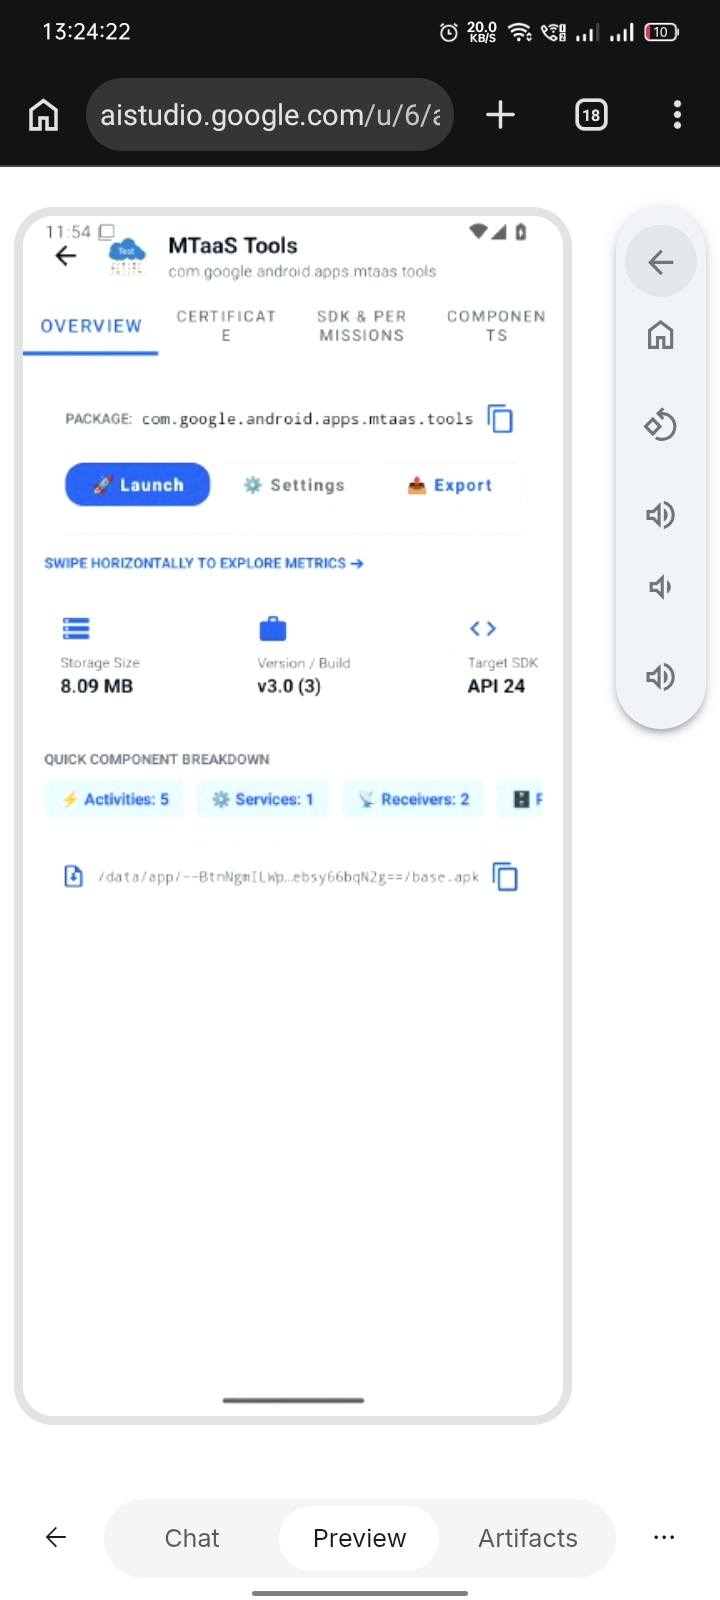 13:24:22
20.0 KB/S
10
aistudio.google.com/u/6/a
18
11:54
Test
MTaaS Tools
com.google.android.apps.mtaas.tools
OVERVIEW
CERTIFICAT
E
SDK & PER
MISSIONS
COMPONEN
TS
PACKAGE: com.google.android.apps.mtaas.tools
🚀 Launch
⚙️ Settings
📤 Export
SWIPE HORIZONTALLY TO EXPLORE METRICS →
Storage Size
8.09 MB
Version / Build
v3.0 (3)
Target SDK
API 24
QUICK COMPONENT BREAKDOWN
⚡ Activities: 5
⚙️ Services: 1
📡 Receivers: 2
/data/app/--BtnNgmILWp…ebsy66bqN2g==/base.apk
Chat
Preview
Artifacts